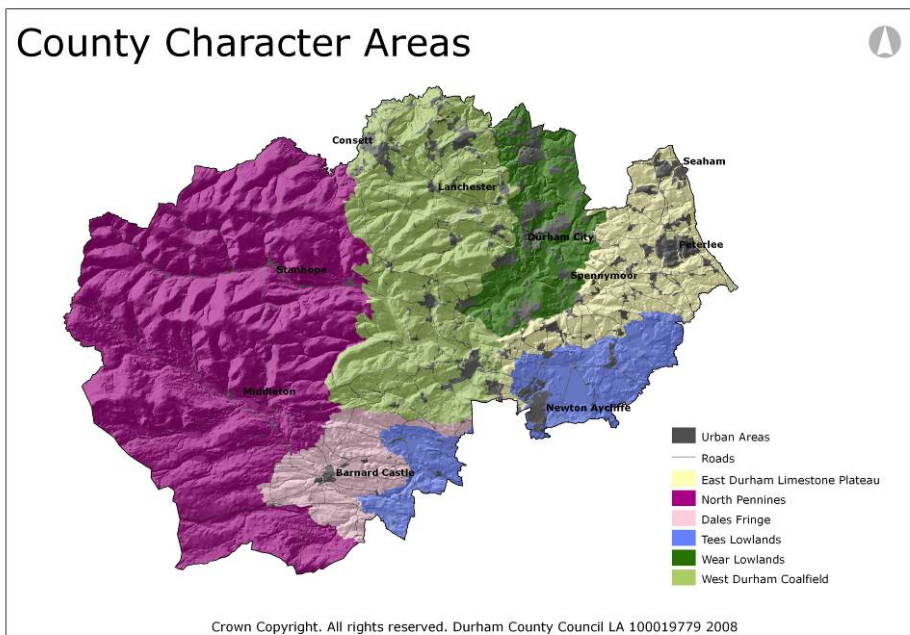 County Character Areas
Consett
Seaham
Lanchester
Durham City
Peterlee
Stanhope
Spennymoor
Middleton
Newton Aycliffe
Barnard Castle
Urban Areas
Roads
East Durham Limestone Plateau
North Pennines
Dales Fringe
Tees Lowlands
Wear Lowlands
West Durham Coalfield
Crown Copyright. All rights reserved. Durham County Council LA 100019779 2008